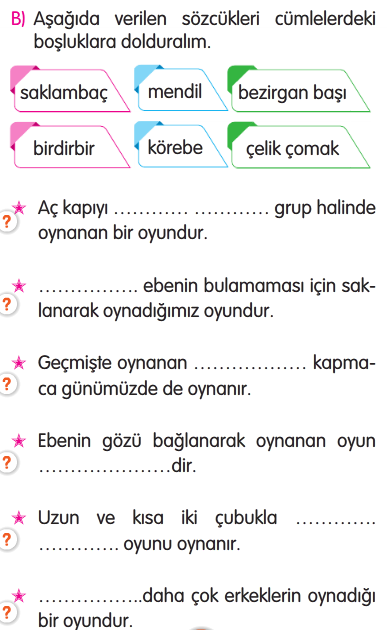 B) Aşağıda verilen sözcükleri cümlelerdeki
boşluklara dolduralım.
saklambaç mendil bezirgan başı
birdirbir körebe çelik çomak
Aç kapıyı ………… ………… grup halinde
? oynanan bir oyundur.
……………. ebenin bulamaması için sak-
? lanarak oynadığımız oyundur.
Geçmişte oynanan ……………… kapma-
? ca günümüzde de oynanır.
Ebenin gözü bağlanarak oynanan oyun
? …………………dir.
Uzun ve kısa iki çubukla ………….
? …………. oyunu oynanır.
……………..daha çok erkeklerin oynadığı
? bir oyundur.